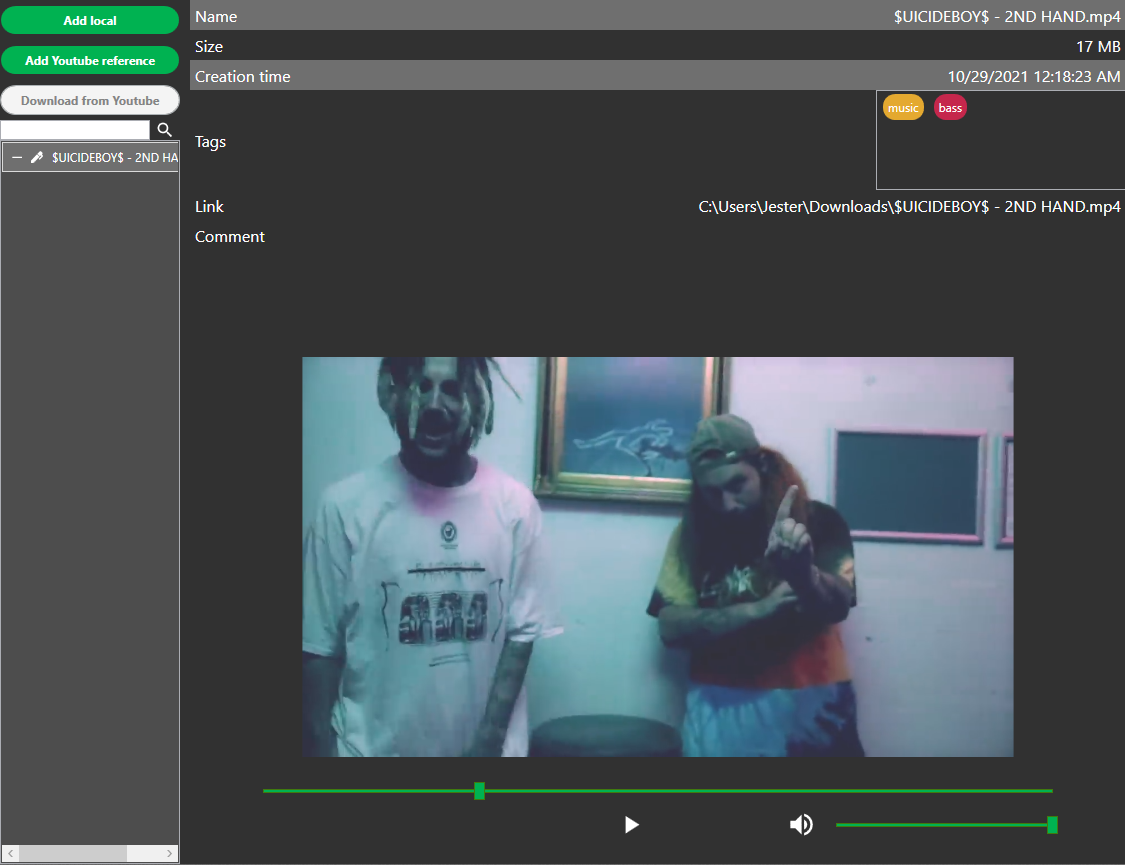 Add local
Add Youtube reference
Download from Youtube
$UICIDEBOY$ - 2ND HA
Name
$UICIDEBOY$ - 2ND HAND.mp4
Size
17 MB
Creation time
10/29/2021 12:18:23 AM
Tags
music
bass
Link
C:\Users\Jester\Downloads\$UICIDEBOY$ - 2ND HAND.mp4
Comment